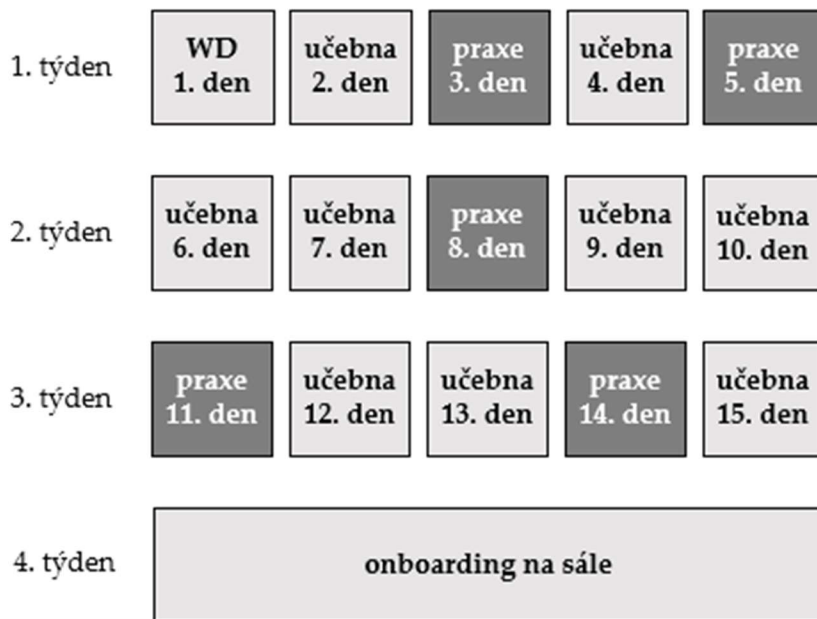 1. týden
WD
1. den
učebna
2. den
praxe
3. den
učebna
4. den
praxe
5. den
2. týden
učebna
6. den
učebna
7. den
praxe
8. den
učebna
9. den
učebna
10. den
3. týden
praxe
11. den
učebna
12. den
učebna
13. den
praxe
14. den
učebna
15. den
4. týden
onboarding na sále